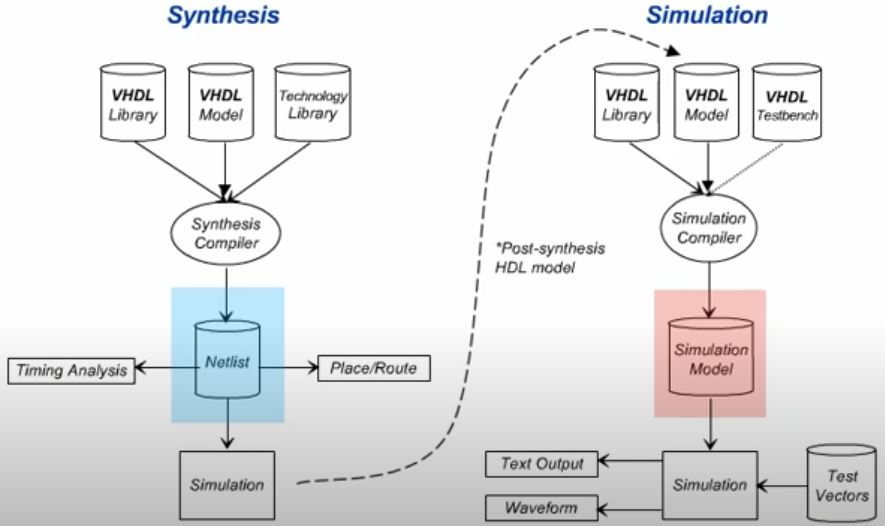 Synthesis
Simulation
VHDL
Library
VHDL
Model
Technology
Library
VHDL
Library
VHDL
Model
VHDL
Testbench
Synthesis
Compiler
Simulation
Compiler
*Post-synthesis
HDL model
Timing Analysis
Netlist
Place/Route
Simulation
Model
Simulation
Text Output
Waveform
Simulation
Test
Vectors